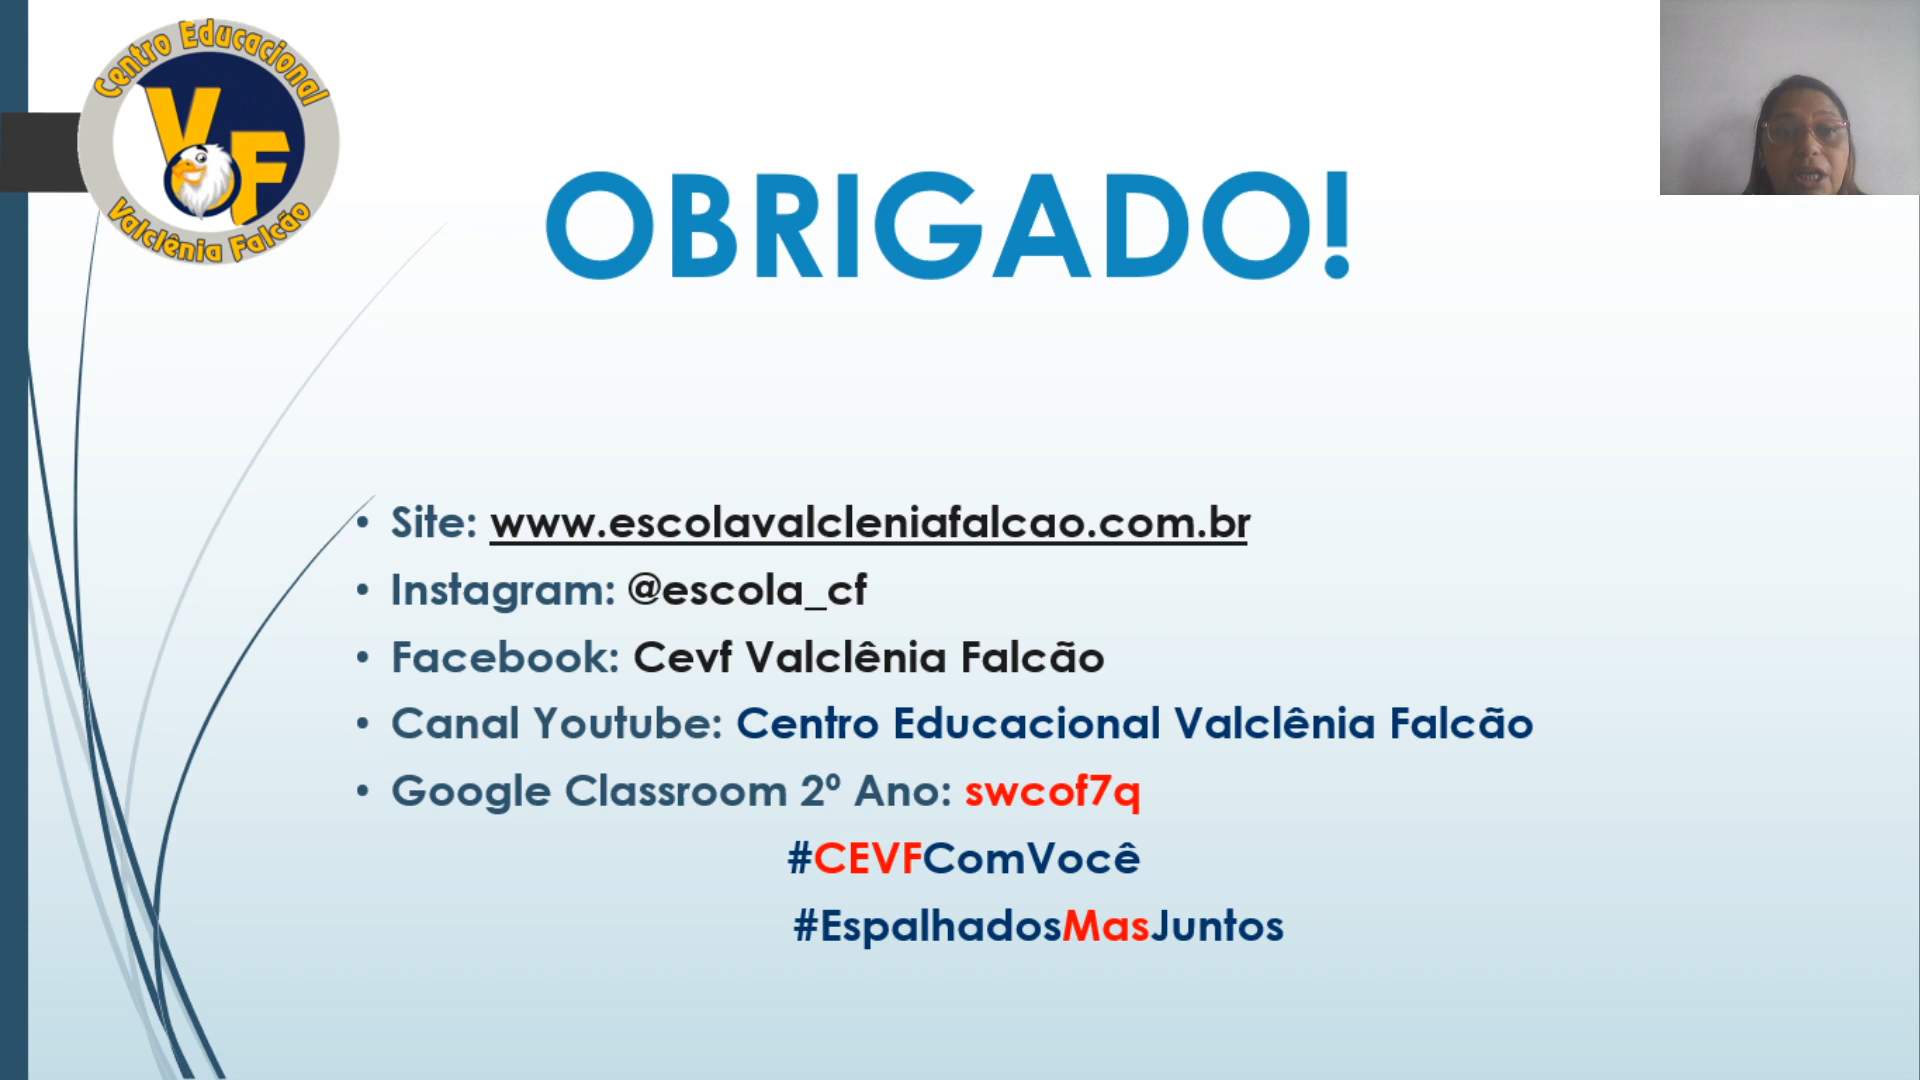 Centro Educacional
VF
Valclênia Falcão
OBRIGADO!
• Site: www.escolavalcleniafalcao.com.br
• Instagram: @escola_cf
• Facebook: Cevf Valclênia Falcão
• Canal Youtube: Centro Educacional Valclênia Falcão
• Google Classroom 2º Ano: swcof7q
#CEVFComVocê
#EspalhadosMasJuntos